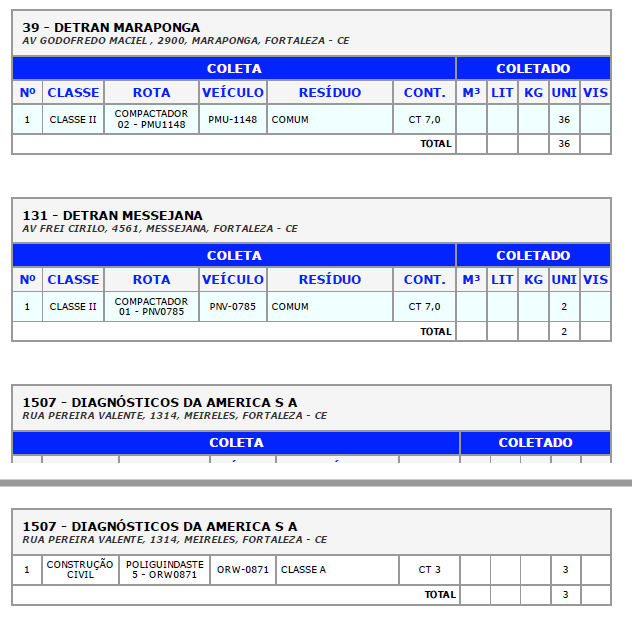 39 - DETRAN MARAPONGA
AV GODOFREDO MACIEL , 2900, MARAPONGA, FORTALEZA - CE
COLETA COLETADO
Nº CLASSE ROTA VEÍCULO RESÍDUO CONT. M³ LIT KG UNI VIS
1 CLASSE II COMPACTADOR 02 - PMU1148 PMU-1148 COMUM CT 7,0 36
TOTAL 36
131 - DETRAN MESSEJANA
AV FREI CIRILO, 4561, MESSEJANA, FORTALEZA - CE
COLETA COLETADO
Nº CLASSE ROTA VEÍCULO RESÍDUO CONT. M³ LIT KG UNI VIS
1 CLASSE II COMPACTADOR 01 - PNV0785 PNV-0785 COMUM CT 7,0 2
TOTAL 2
1507 - DIAGNÓSTICOS DA AMERICA S A
RUA PEREIRA VALENTE, 1314, MEIRELES, FORTALEZA - CE
COLETA COLETADO
1507 - DIAGNÓSTICOS DA AMERICA S A
RUA PEREIRA VALENTE, 1314, MEIRELES, FORTALEZA - CE
1 CONSTRUÇÃO CIVIL POLIGUINDASTE 5 - ORW0871 ORW-0871 CLASSE A CT 3 3
TOTAL 3